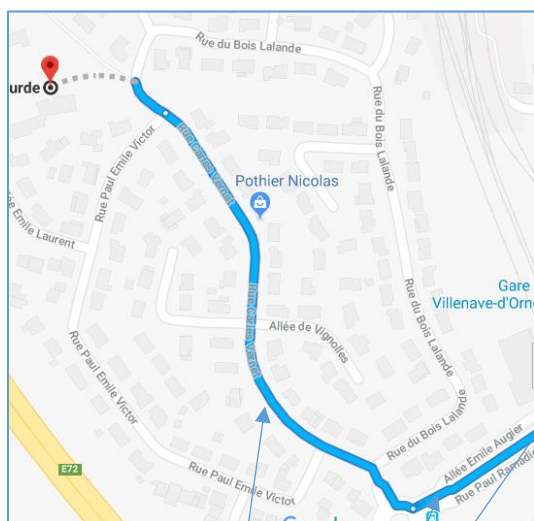 Rue du Bois Lalande
urde
Rue du Bois Lalande
Rue Carles Vernet
Rue Paul Emile Victor
Pothier Nicolas
ée Emile Laurent
Gare
Villenave-d'Orno
Rue Carles Vernet
Allée de Vignolles
Rue du Bois Lalande
Rue Paul Emile Victor
Rue du Bois Lalande
E72
Rue Paul Emile Victor
Allée Emile Augier
Rue Paul Ramadie